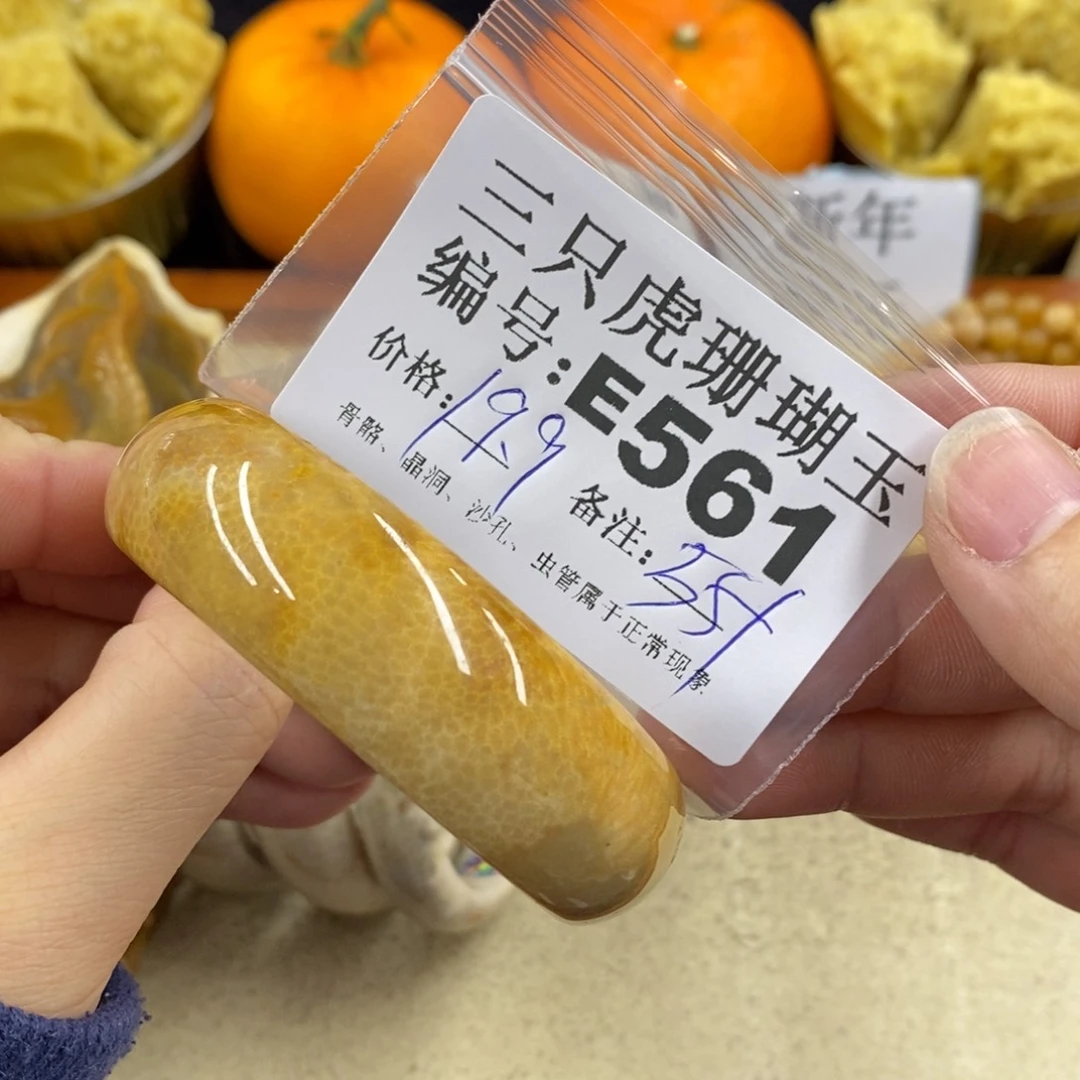 三只虎珊瑚玉
编号:E561
价格:199 备注:254
骨骼、晶洞、沙孔、虫管属于正常现象
新年